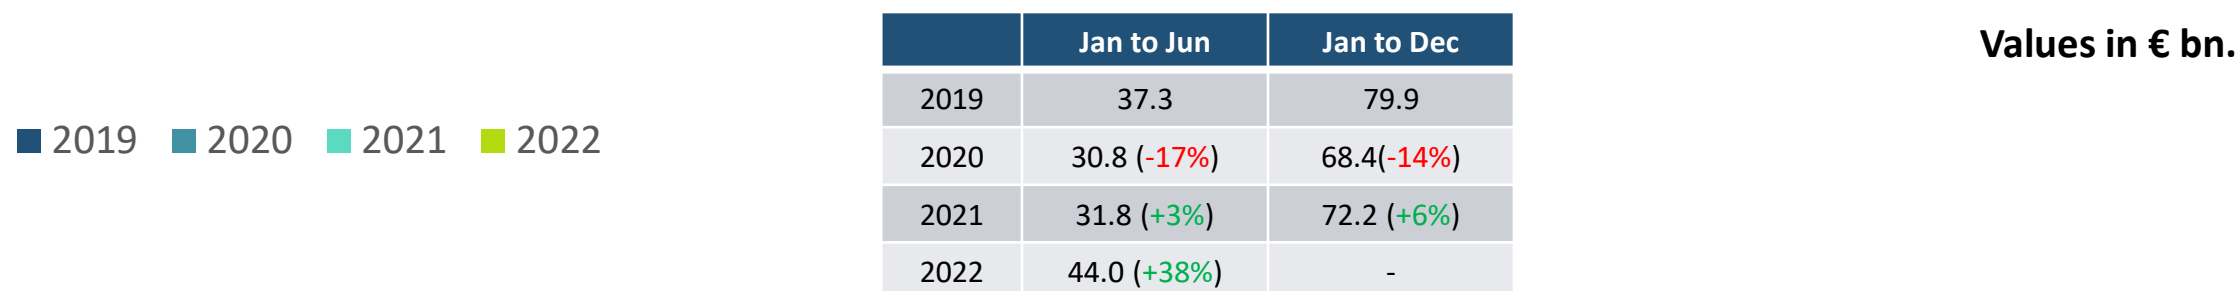 Jan to Jun Jan to Dec
Values in € bn.
2019 37.3 79.9
2019 2020 2021 2022
2020 30.8 (-17%) 68.4(-14%)
2021 31.8 (+3%) 72.2 (+6%)
2022 44.0 (+38%) -